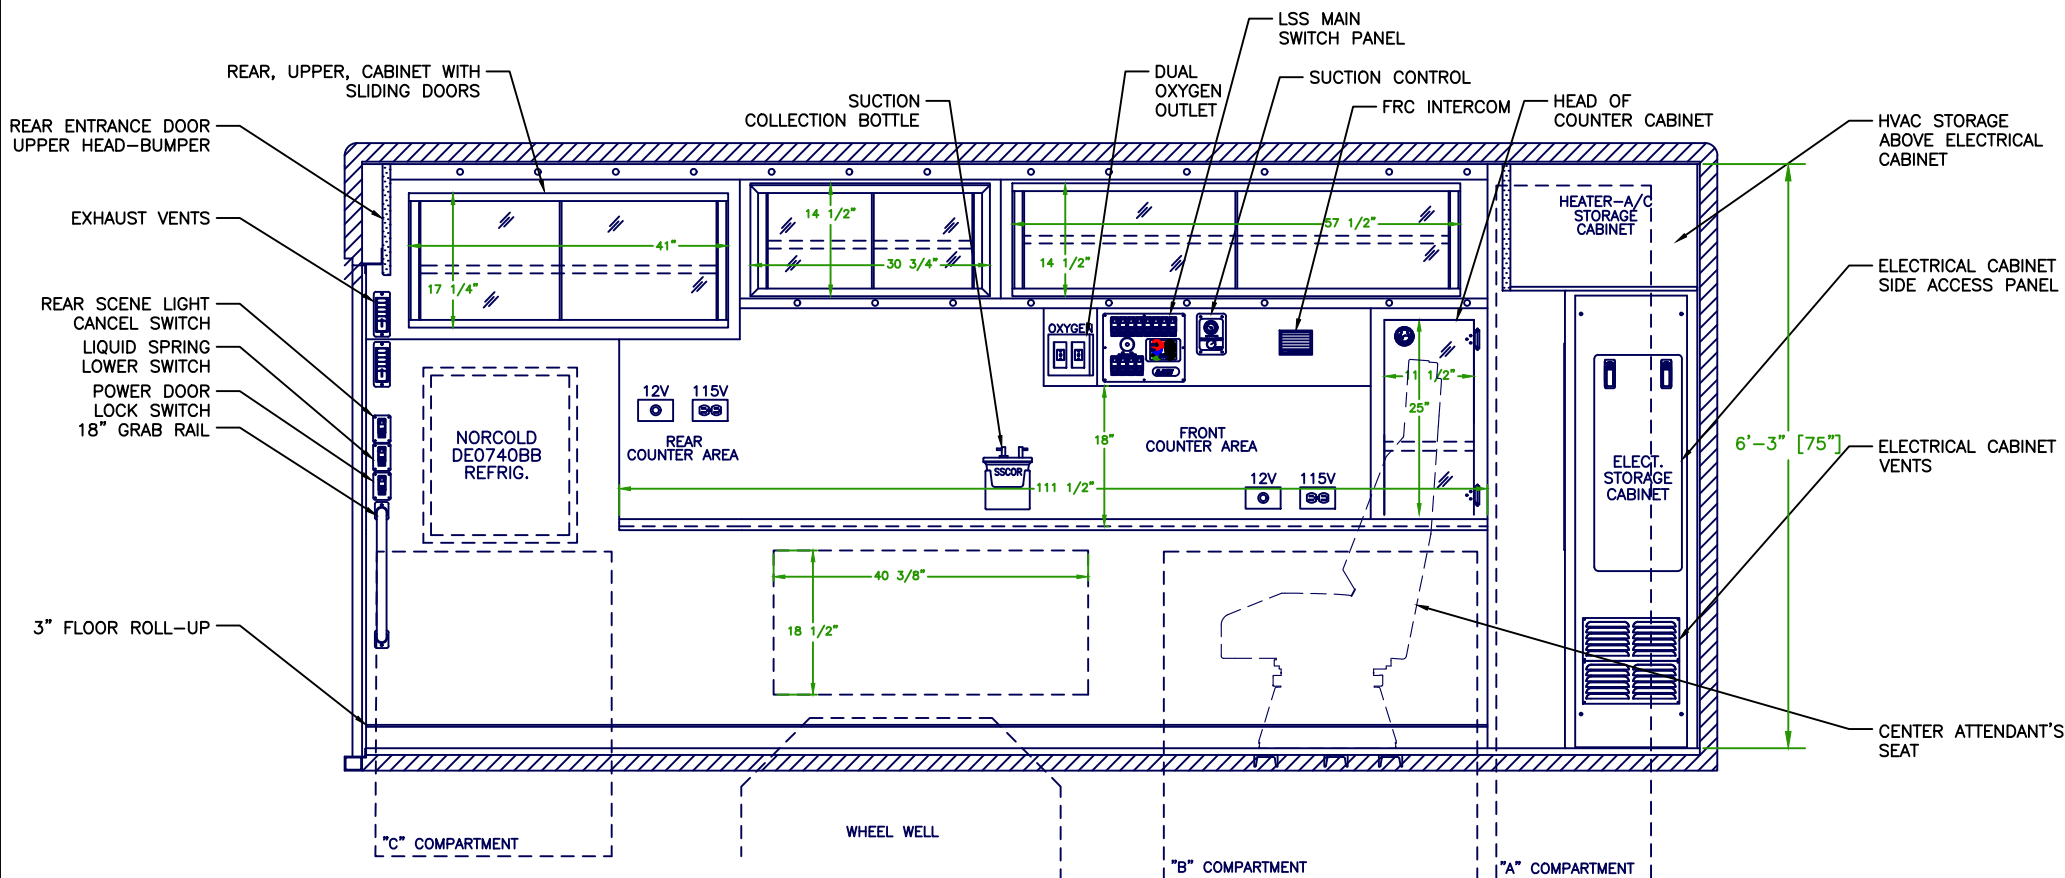 LSS MAIN
SWITCH PANEL
REAR, UPPER, CABINET WITH
SLIDING DOORS
DUAL
OXYGEN
OUTLET
SUCTION CONTROL
SUCTION
COLLECTION BOTTLE
FRC INTERCOM
HEAD OF
COUNTER CABINET
REAR ENTRANCE DOOR
UPPER HEAD-BUMPER
HVAC STORAGE
ABOVE ELECTRICAL
CABINET
EXHAUST VENTS
41"
17 1/4"
14 1/2"
30 3/4"
57 1/2"
14 1/2"
HEATER-A/C
STORAGE
CABINET
ELECTRICAL CABINET
SIDE ACCESS PANEL
REAR SCENE LIGHT
CANCEL SWITCH
LIQUID SPRING
LOWER SWITCH
POWER DOOR
LOCK SWITCH
18" GRAB RAIL
OXYGEN
11 1/2"
25"
12V
115V
NORCOLD
DE0740BB
REFRIG.
REAR
COUNTER AREA
SSCOR
18"
FRONT
COUNTER AREA
111 1/2"
12V
115V
ELECT.
STORAGE
CABINET
6'-3" [75"]
ELECTRICAL CABINET
VENTS
40 3/8"
18 1/2"
3" FLOOR ROLL-UP
CENTER ATTENDANT'S
SEAT
"C" COMPARTMENT
WHEEL WELL
"B" COMPARTMENT
"A" COMPARTMENT